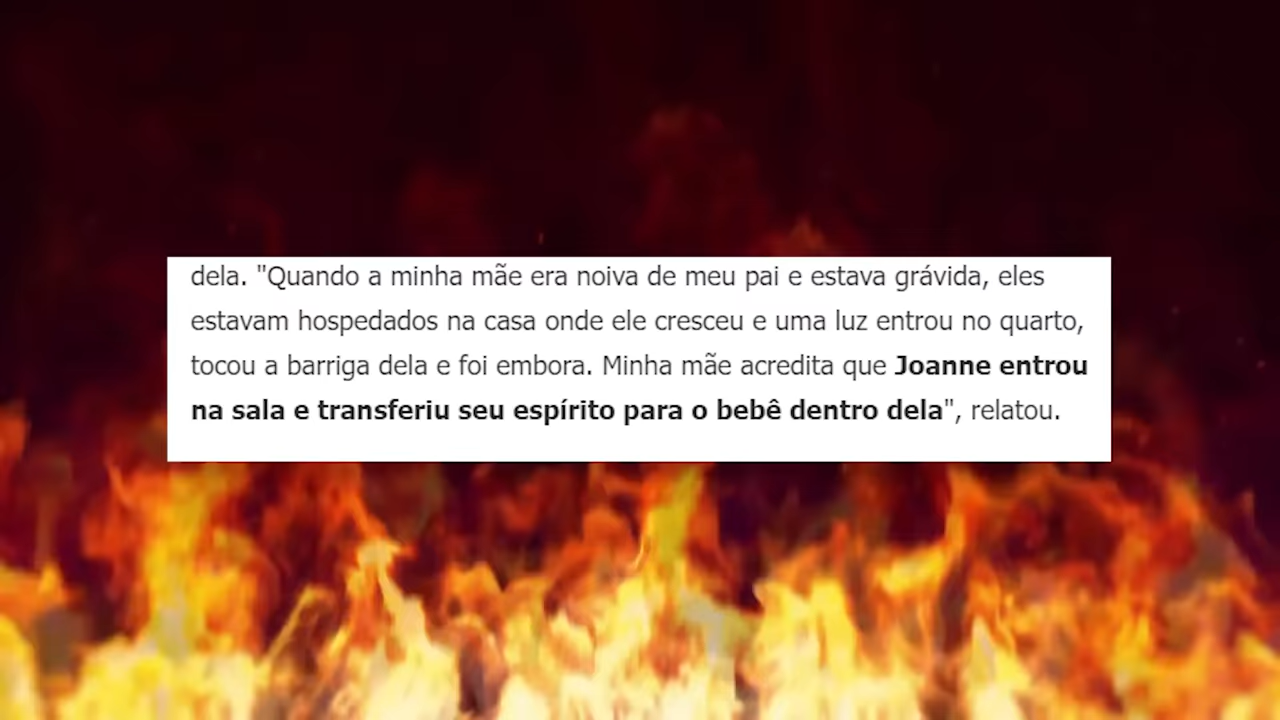 dela. "Quando a minha mãe era noiva de meu pai e estava grávida, eles
estavam hospedados na casa onde ele cresceu e uma luz entrou no quarto,
tocou a barriga dela e foi embora. Minha mãe acredita que Joanne entrou
na sala e transferiu seu espírito para o bebê dentro dela", relatou.